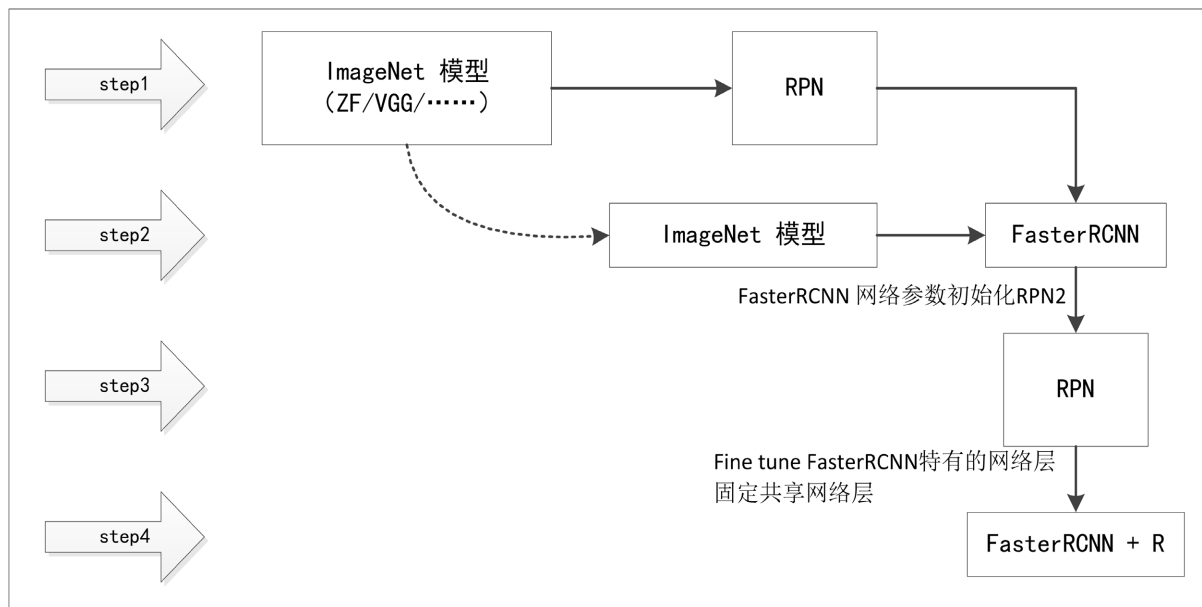 step1
ImageNet 模型
（ZF/VGG/……）
RPN
step2
ImageNet 模型
FasterRCNN
FasterRCNN 网络参数初始化RPN2
step3
RPN
Fine tune FasterRCNN特有的网络层
固定共享网络层
step4
FasterRCNN + R